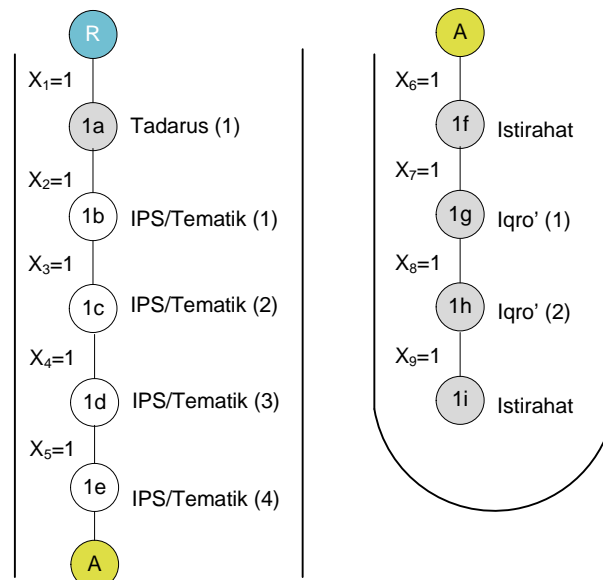 R
X₁=1
1a Tadarus (1)
X₂=1
1b IPS/Tematik (1)
X₃=1
1c IPS/Tematik (2)
X₄=1
1d IPS/Tematik (3)
X₅=1
1e IPS/Tematik (4)
A
A
X₆=1
1f Istirahat
X₇=1
1g Iqro’ (1)
X₈=1
1h Iqro’ (2)
X₉=1
1i Istirahat